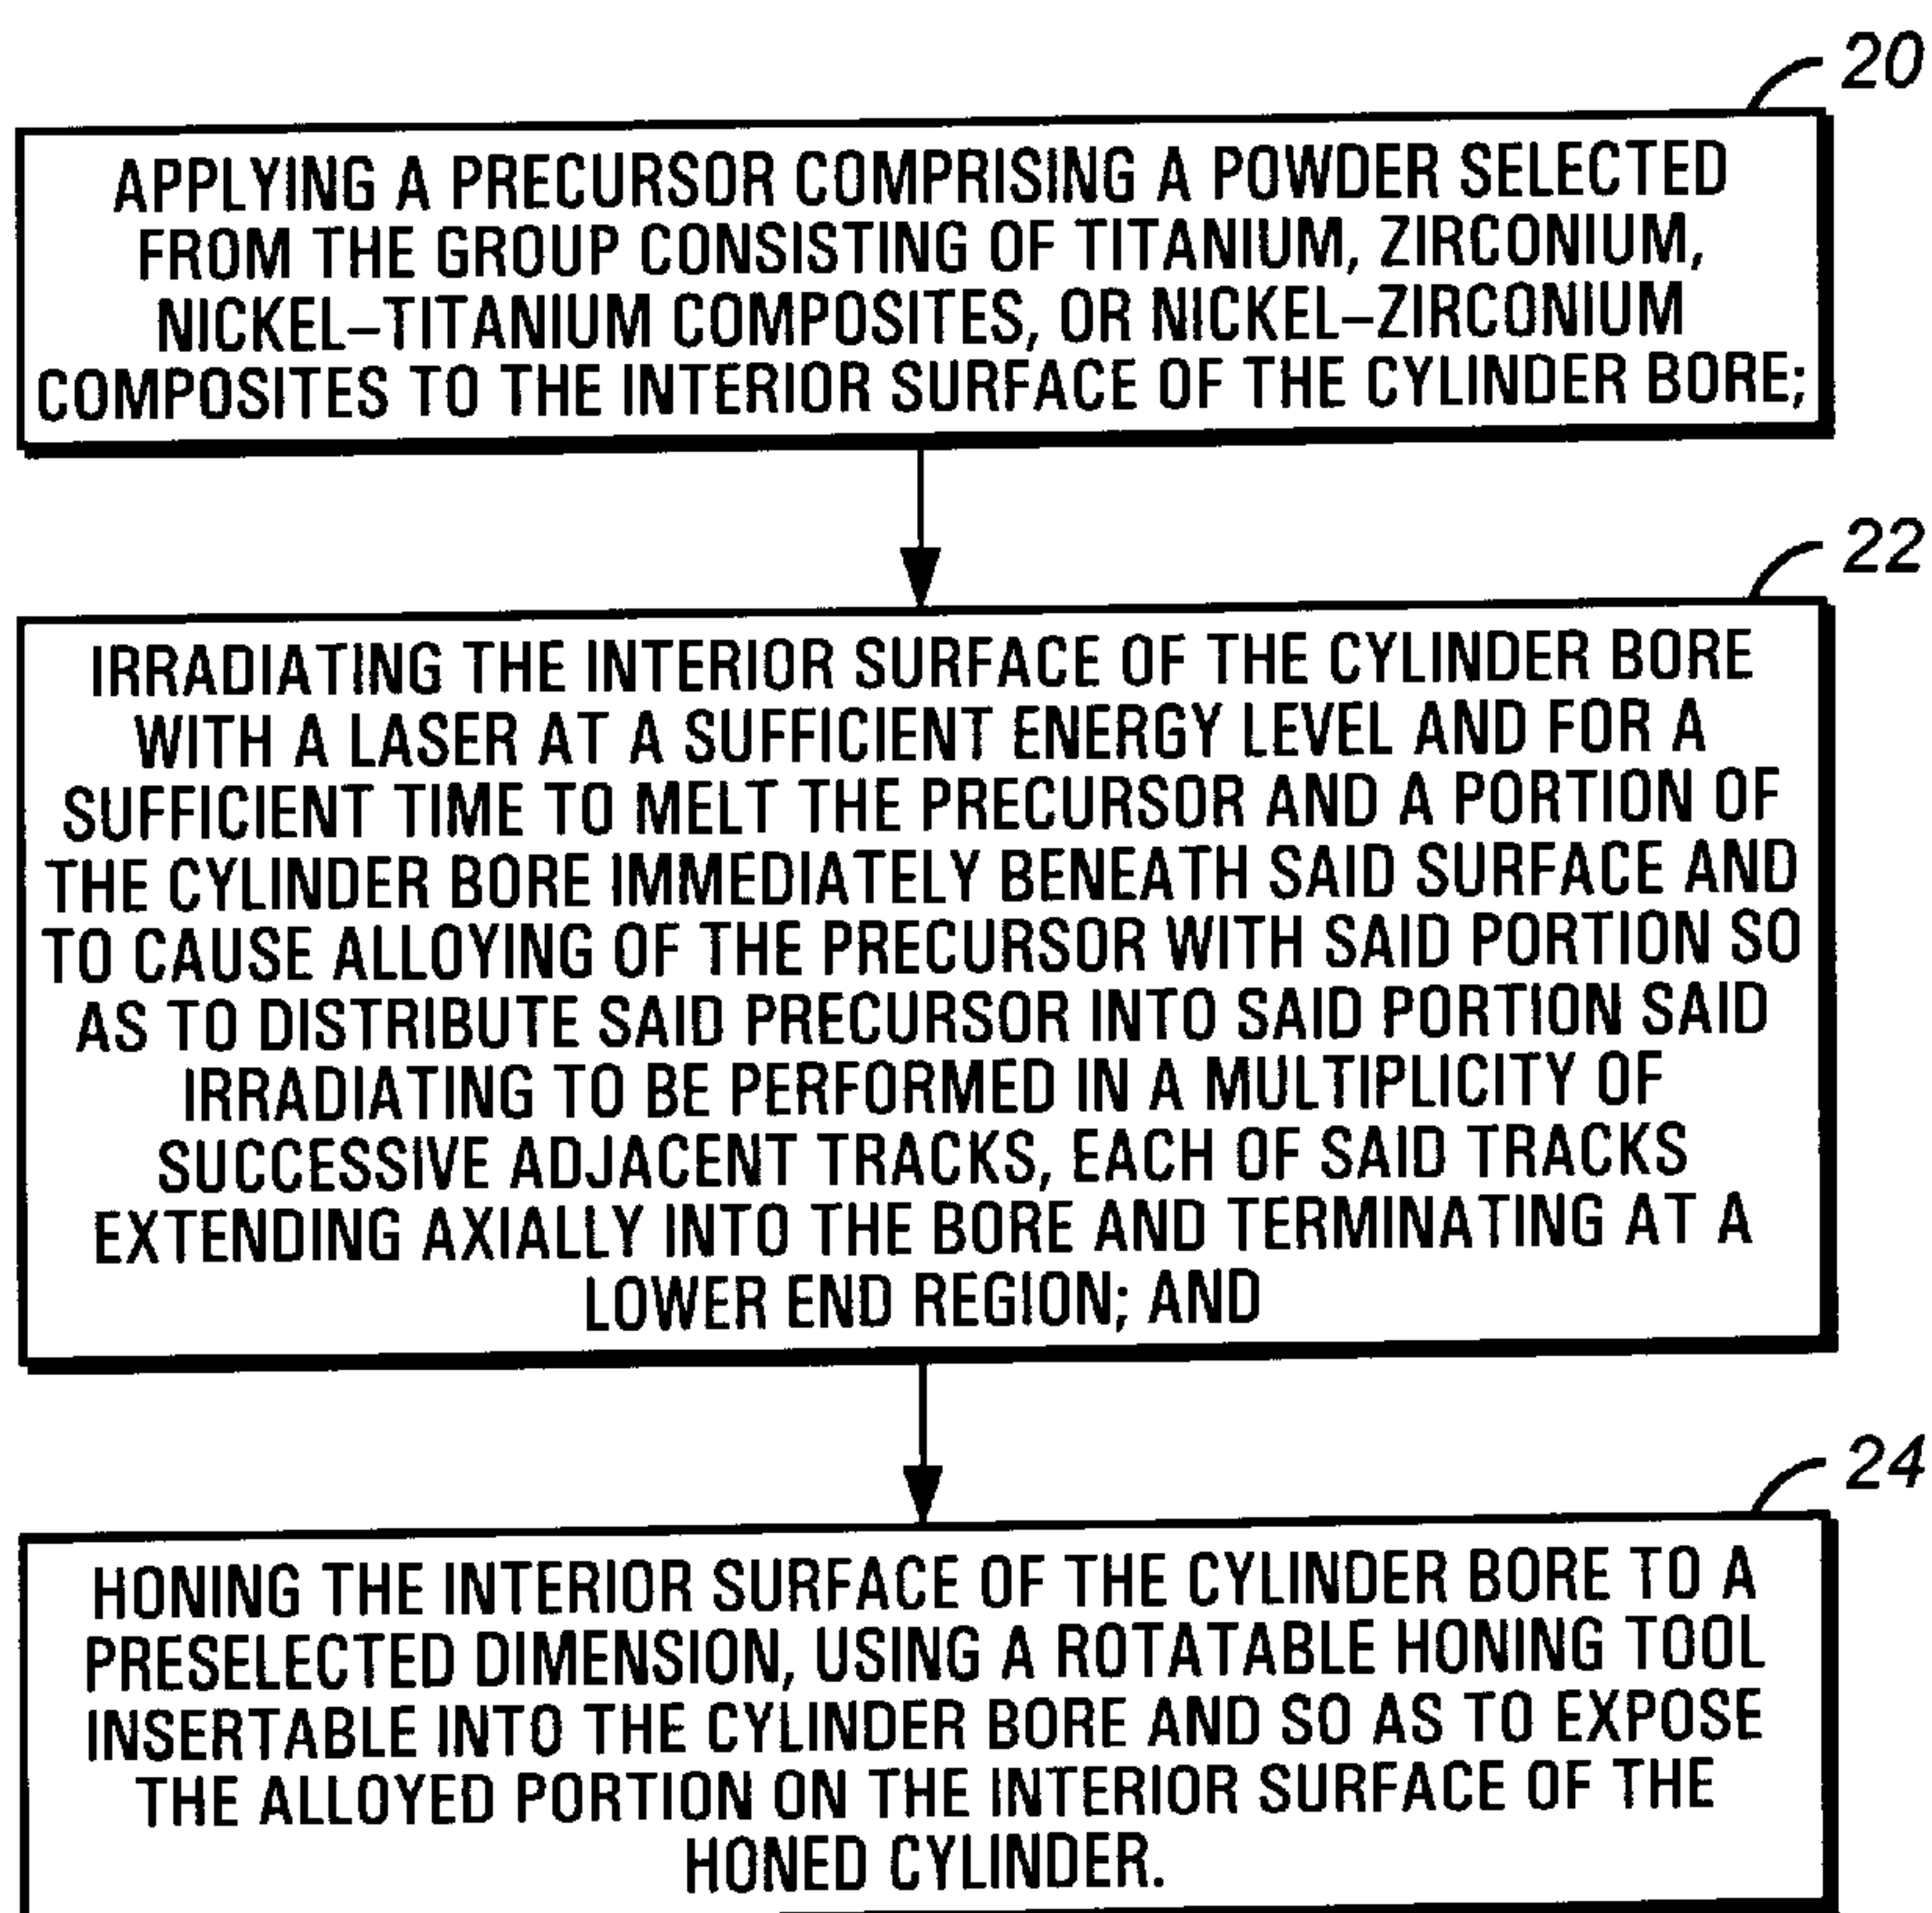 20
APPLYING A PRECURSOR COMPRISING A POWDER SELECTED
FROM THE GROUP CONSISTING OF TITANIUM, ZIRCONIUM,
NICKEL–TITANIUM COMPOSITES, OR NICKEL–ZIRCONIUM
COMPOSITES TO THE INTERIOR SURFACE OF THE CYLINDER BORE;
22
IRRADIATING THE INTERIOR SURFACE OF THE CYLINDER BORE
WITH A LASER AT A SUFFICIENT ENERGY LEVEL AND FOR A
SUFFICIENT TIME TO MELT THE PRECURSOR AND A PORTION OF
THE CYLINDER BORE IMMEDIATELY BENEATH SAID SURFACE AND
TO CAUSE ALLOYING OF THE PRECURSOR WITH SAID PORTION SO
AS TO DISTRIBUTE SAID PRECURSOR INTO SAID PORTION SAID
IRRADIATING TO BE PERFORMED IN A MULTIPLICITY OF
SUCCESSIVE ADJACENT TRACKS, EACH OF SAID TRACKS
EXTENDING AXIALLY INTO THE BORE AND TERMINATING AT A
LOWER END REGION; AND
24
HONING THE INTERIOR SURFACE OF THE CYLINDER BORE TO A
PRESELECTED DIMENSION, USING A ROTATABLE HONING TOOL
INSERTABLE INTO THE CYLINDER BORE AND SO AS TO EXPOSE
THE ALLOYED PORTION ON THE INTERIOR SURFACE OF THE
HONED CYLINDER.